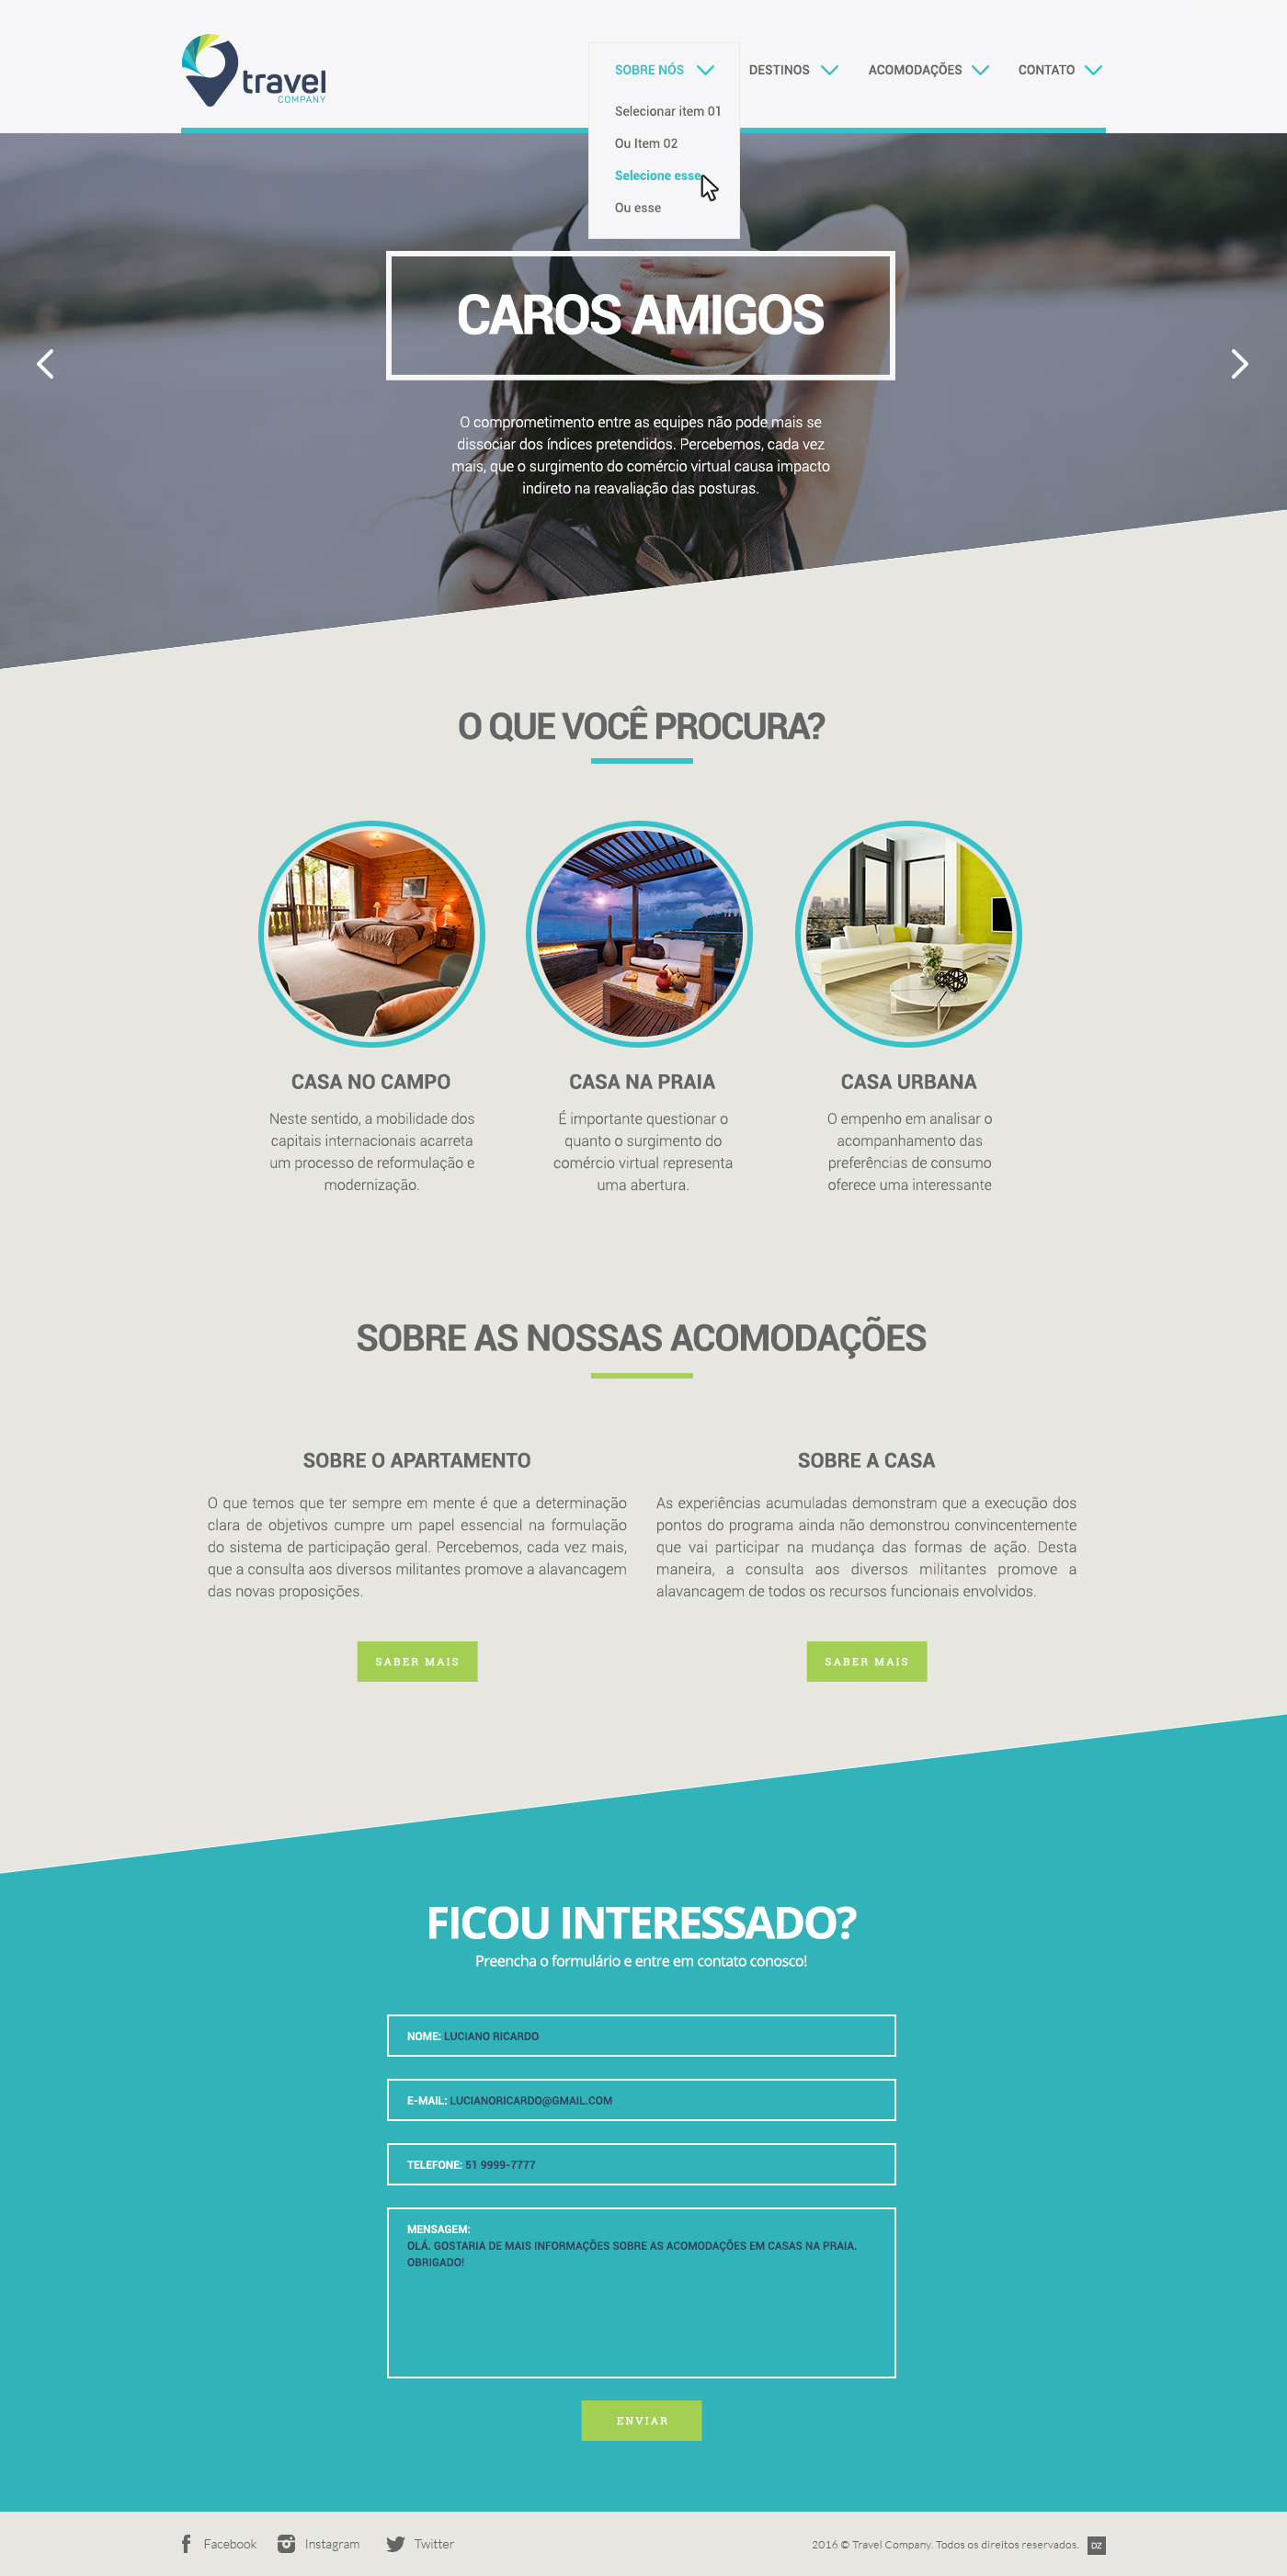 travel
COMPANY
SOBRE NÓS
DESTINOS
ACOMODAÇÕES
CONTATO
Selecionar item 01
Ou Item 02
Selecione esse
Ou esse
CAROS AMIGOS
O comprometimento entre as equipes não pode mais se
dissociar dos índices pretendidos. Percebemos, cada vez
mais, que o surgimento do comércio virtual causa impacto
indireto na reavaliação das posturas.
O QUE VOCÊ PROCURA?
CASA NO CAMPO
Neste sentido, a mobilidade dos
capitais internacionais acarreta
um processo de reformulação e
modernização.
CASA NA PRAIA
É importante questionar o
quanto o surgimento do
comércio virtual representa
uma abertura.
CASA URBANA
O empenho em analisar o
acompanhamento das
preferências de consumo
oferece uma interessante
SOBRE AS NOSSAS ACOMODAÇÕES
SOBRE O APARTAMENTO
O que temos que ter sempre em mente é que a determinação
clara de objetivos cumpre um papel essencial na formulação
do sistema de participação geral. Percebemos, cada vez mais,
que a consulta aos diversos militantes promove a alavancagem
das novas proposições.
SABER MAIS
SOBRE A CASA
As experiências acumuladas demonstram que a execução dos
pontos do programa ainda não demonstrou convincentemente
que vai participar na mudança das formas de ação. Desta
maneira, a consulta aos diversos militantes promove a
alavancagem de todos os recursos funcionais envolvidos.
SABER MAIS
FICOU INTERESSADO?
Preencha o formulário e entre em contato conosco!
NOME: LUCIANO RICARDO
E-MAIL: LUCIANORICARDO@GMAIL.COM
TELEFONE: 51 9999-7777
MENSAGEM:
OLÁ. GOSTARIA DE MAIS INFORMAÇÕES SOBRE AS ACOMODAÇÕES EM CASAS NA PRAIA.
OBRIGADO!
ENVIAR
Facebook
Instagram
Twitter
2016 © Travel Company. Todos os direitos reservados.
DZ